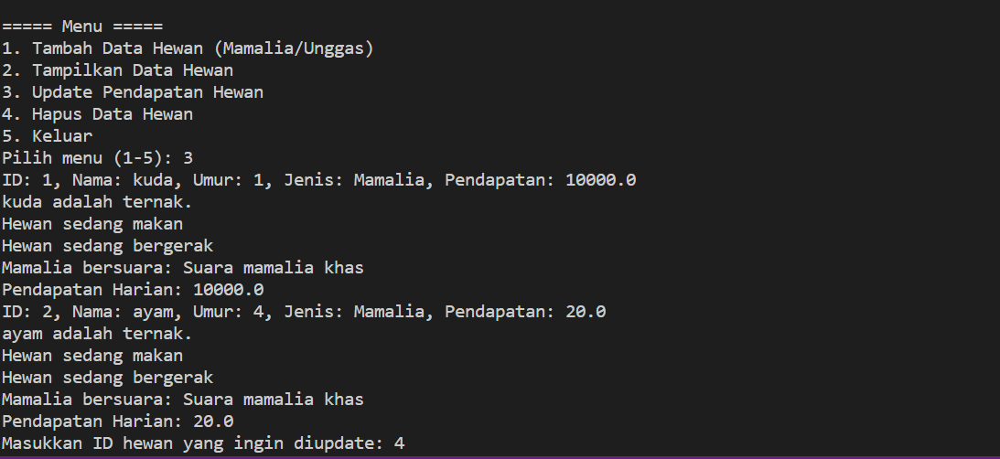 ===== Menu =====
1. Tambah Data Hewan (Mamalia/Unggas)
2. Tampilkan Data Hewan
3. Update Pendapatan Hewan
4. Hapus Data Hewan
5. Keluar
Pilih menu (1-5): 3
ID: 1, Nama: kuda, Umur: 1, Jenis: Mamalia, Pendapatan: 10000.0
kuda adalah ternak.
Hewan sedang makan
Hewan sedang bergerak
Mamalia bersuara: Suara mamalia khas
Pendapatan Harian: 10000.0
ID: 2, Nama: ayam, Umur: 4, Jenis: Mamalia, Pendapatan: 20.0
ayam adalah ternak.
Hewan sedang makan
Hewan sedang bergerak
Mamalia bersuara: Suara mamalia khas
Pendapatan Harian: 20.0
Masukkan ID hewan yang ingin diupdate: 4